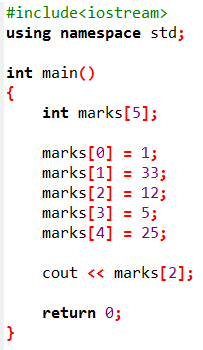 #include<iostream>
using namespace std;
int main()
{
int marks[5];
marks[0] = 1;
marks[1] = 33;
marks[2] = 12;
marks[3] = 5;
marks[4] = 25;
cout << marks[2];
return 0;
}